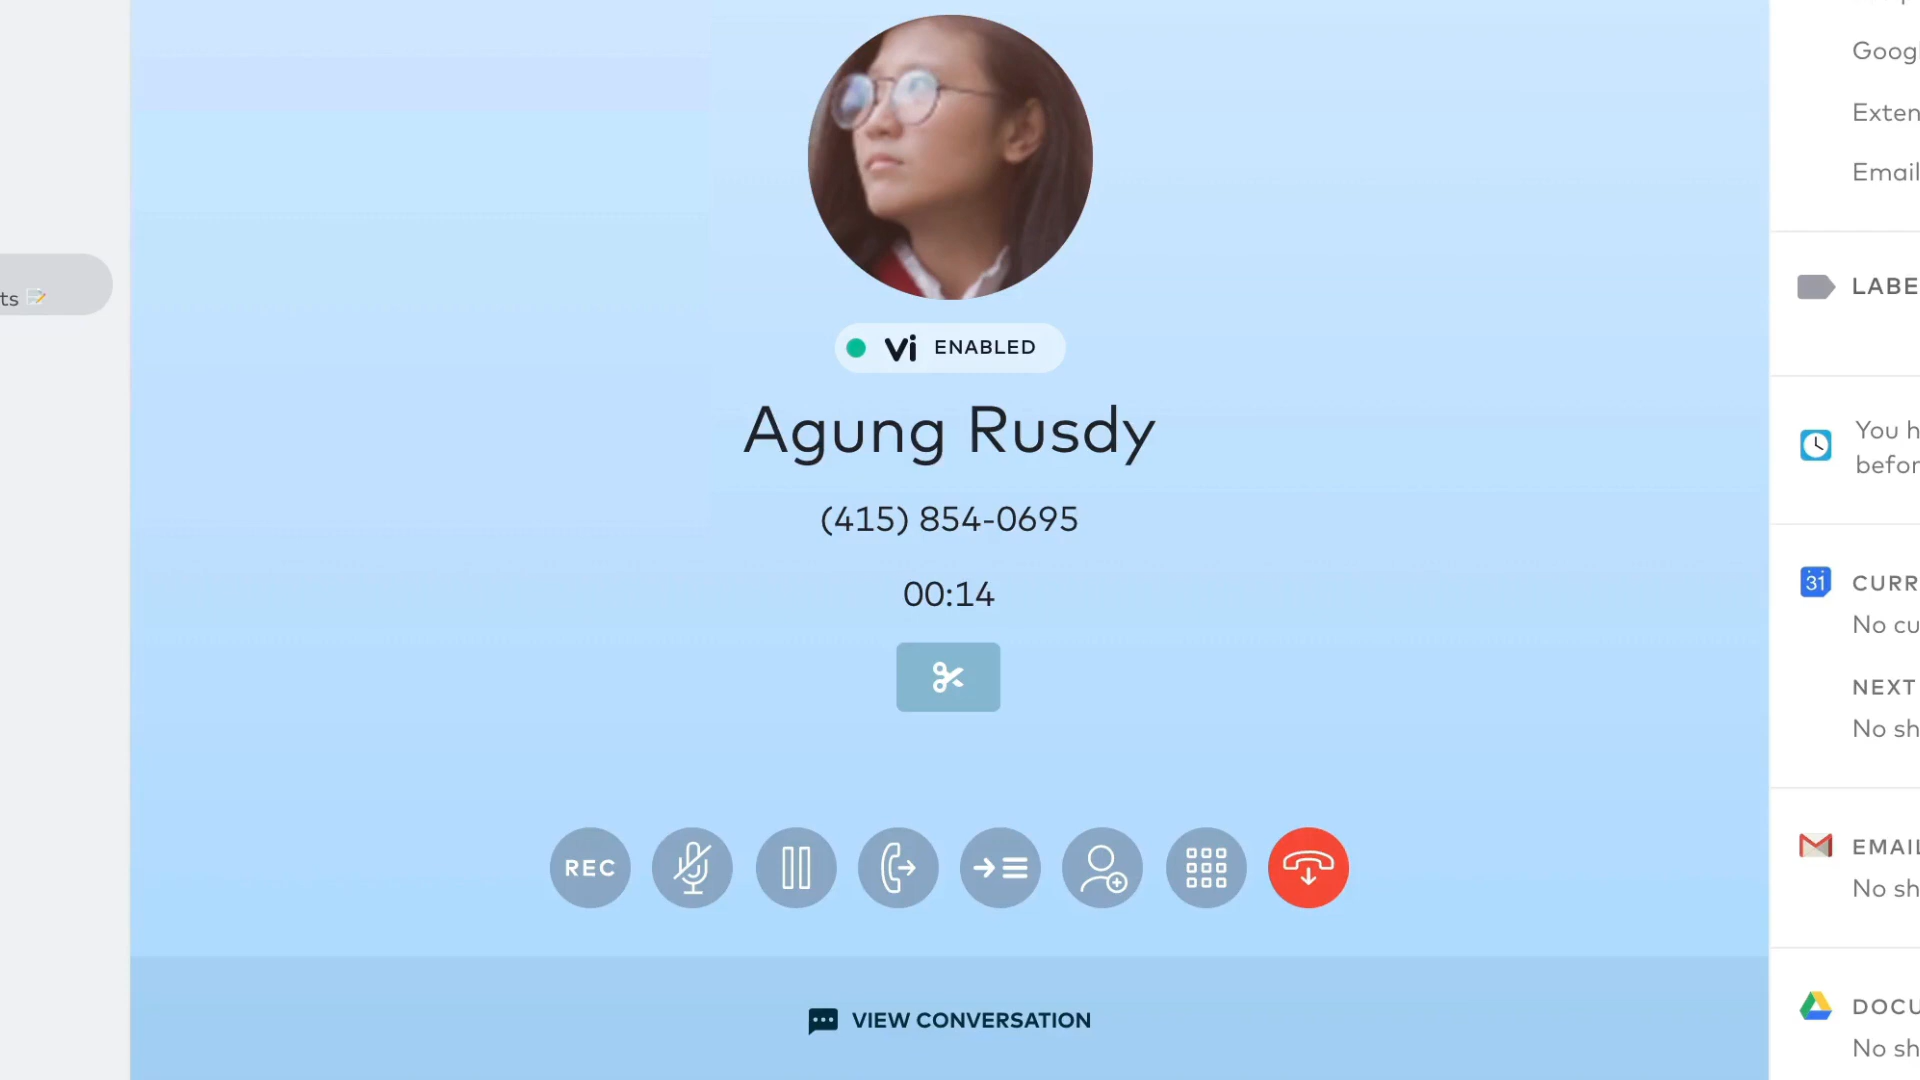 Googl
Exten
Email
ts
LABE
Vi ENABLED
Agung Rusdy
You h
befor
(415) 854-0695
31
CURR
00:14
No cu
NEXT
No sh
REC
EMAIL
No sh
DOCU
VIEW CONVERSATION
No sh